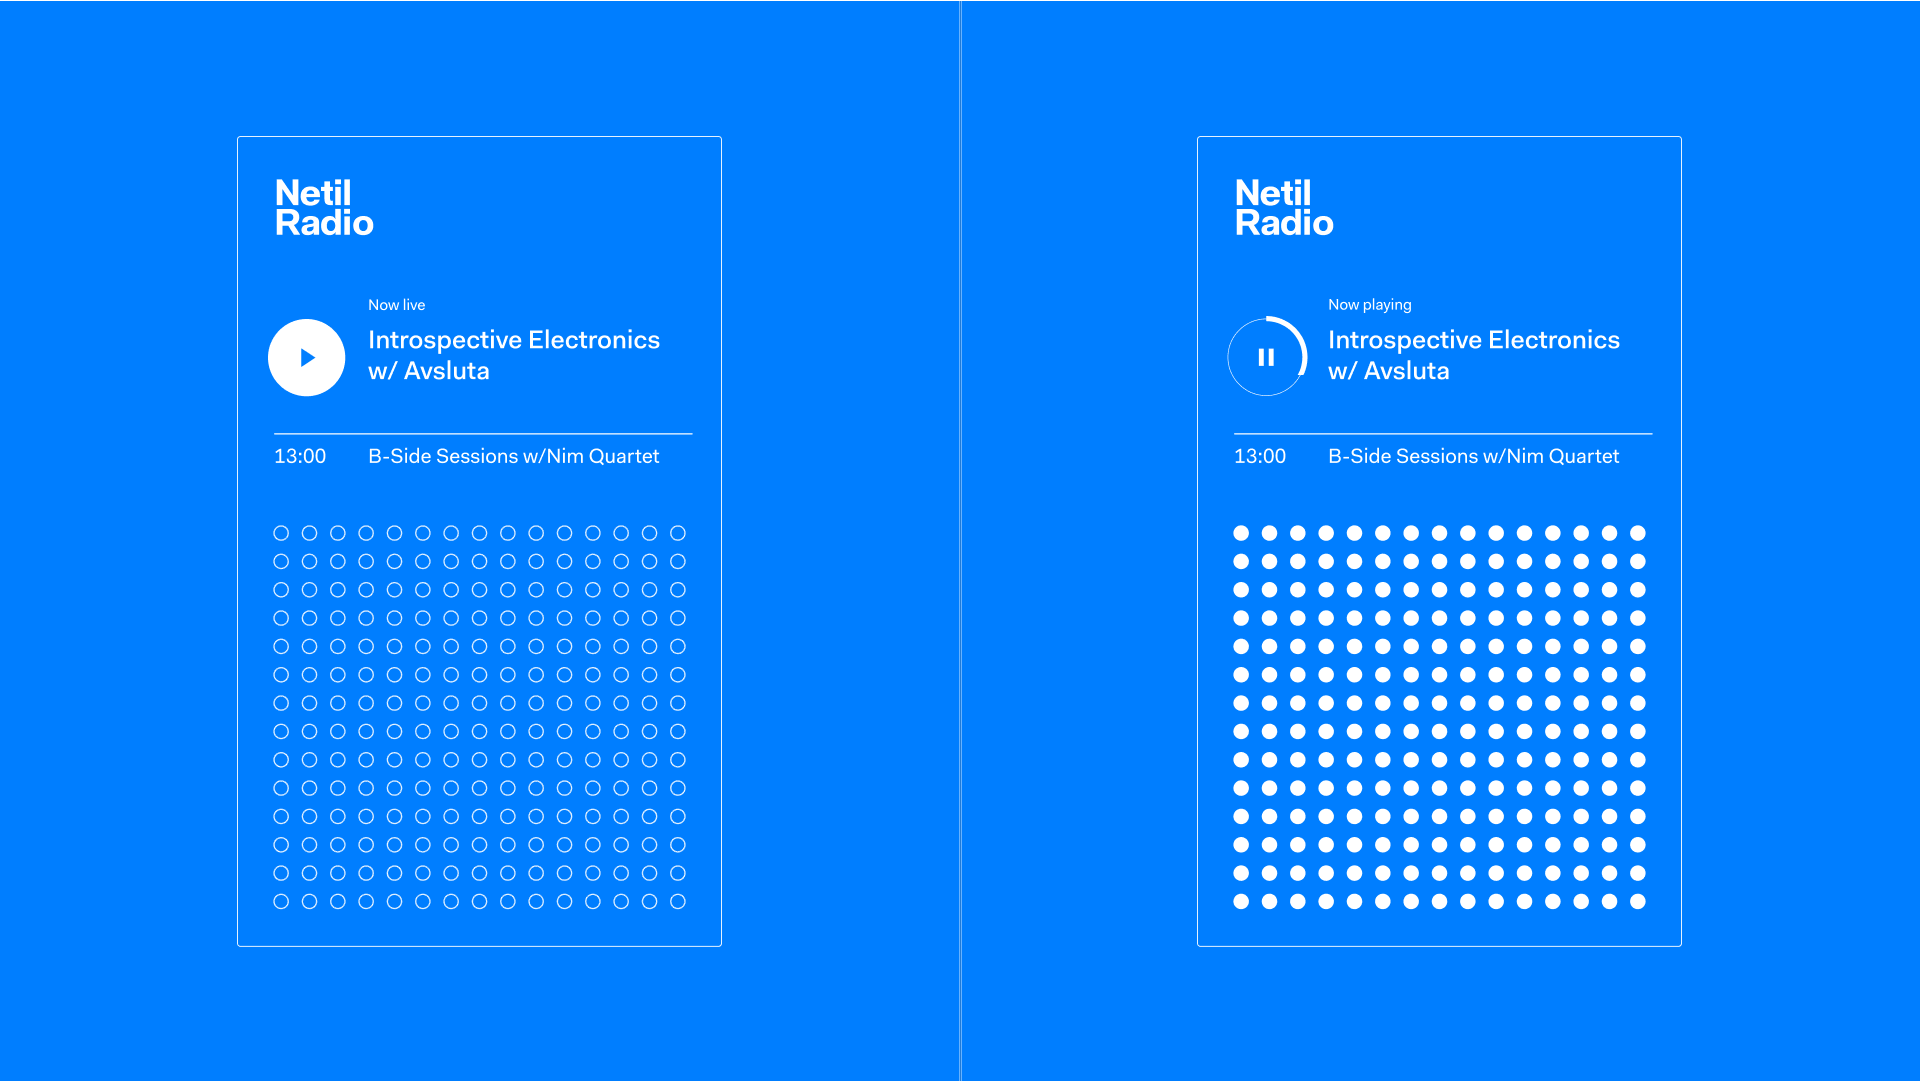 Netil
Radio
Now live
Introspective Electronics
w/ Avsluta
13:00 B-Side Sessions w/Nim Quartet
Netil
Radio
Now playing
Introspective Electronics
w/ Avsluta
13:00 B-Side Sessions w/Nim Quartet